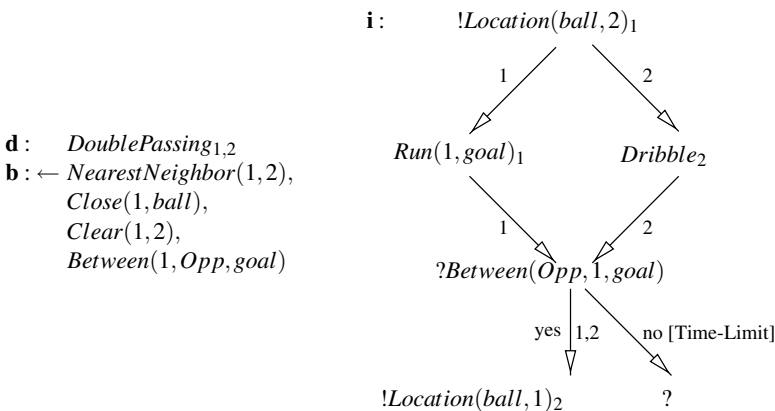 i : !Location(ball,2)₁
1 2
d : DoublePassing₁,₂
b : ← NearestNeighbor(1,2),
Close(1,ball),
Clear(1,2),
Between(1,Opp,goal)
Run(1,goal)₁ Dribble₂
1 2
?Between(Opp,1,goal)
yes 1,2 no [Time-Limit]
!Location(ball,1)₂ ?